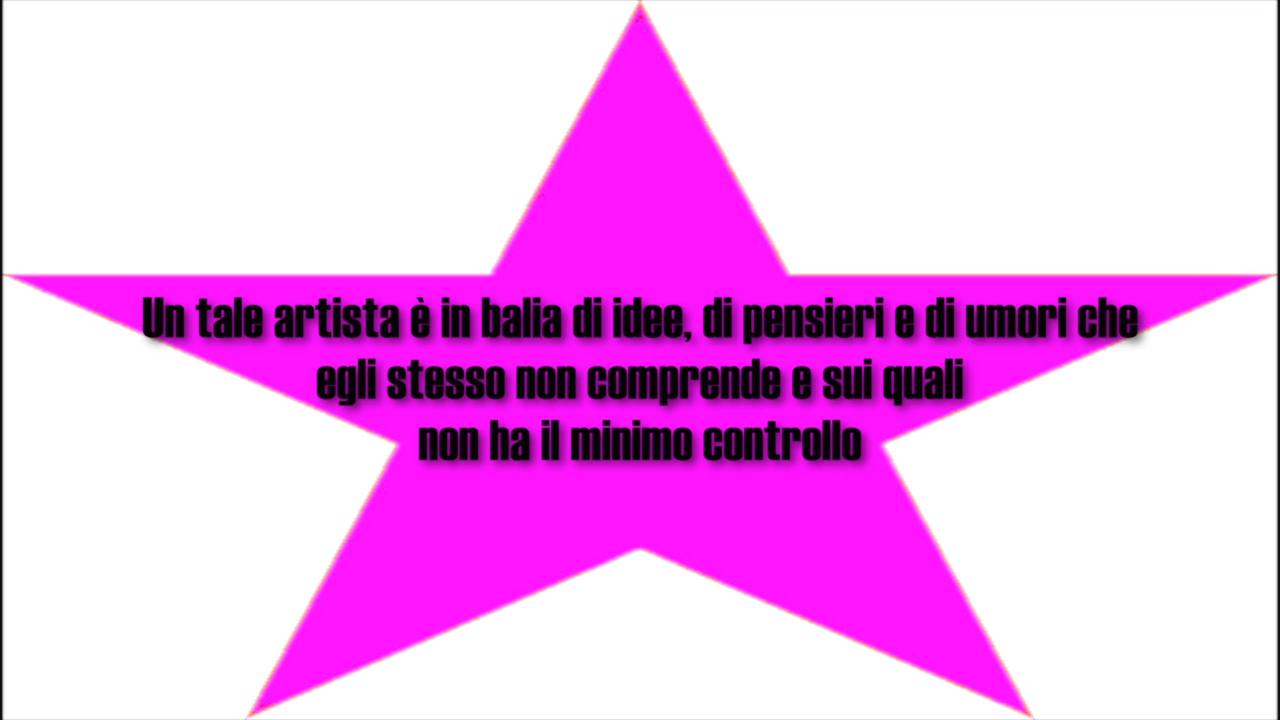 Un tale artista è in balia di idee, di pensieri e di umori che
egli stesso non comprende e sui quali
non ha il minimo controllo